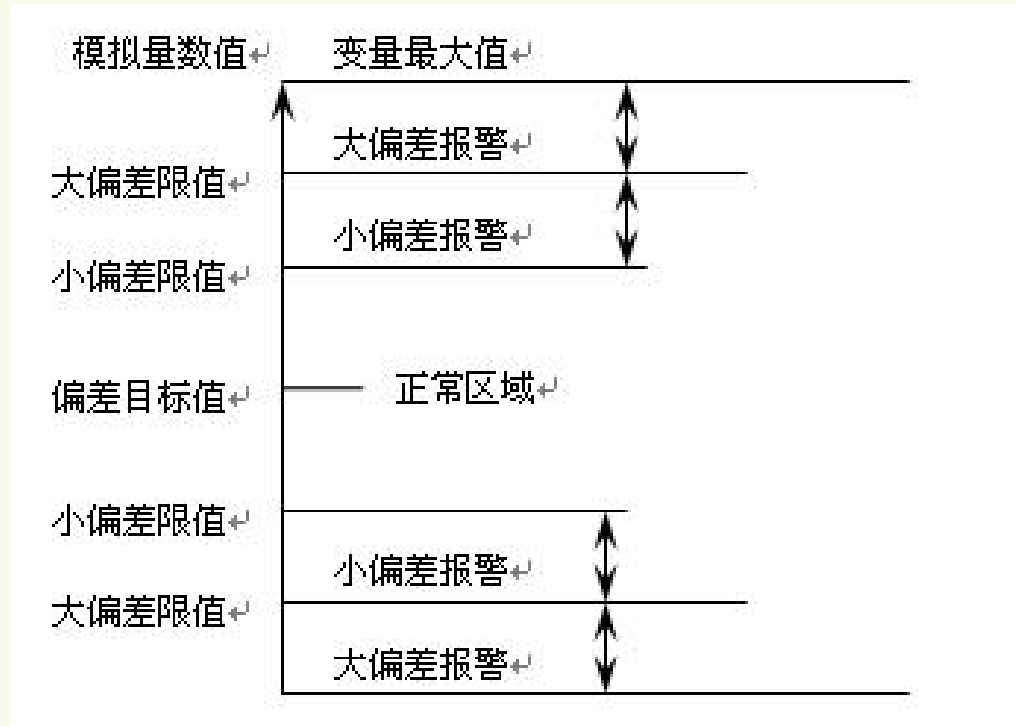 模拟量数值↵ 变量最大值↵
大偏差报警↵
大偏差限值↵
小偏差报警↵
小偏差限值↵
偏差目标值↵ 正常区域↵
小偏差限值↵
小偏差报警↵
大偏差限值↵
大偏差报警↵